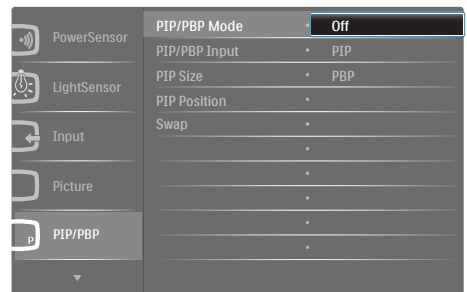 PowerSensor
LightSensor
Input
Picture
P
PIP/PBP
PIP/PBP Mode
PIP/PBP Input
PIP Size
PIP Position
Swap
Off
PIP
PBP